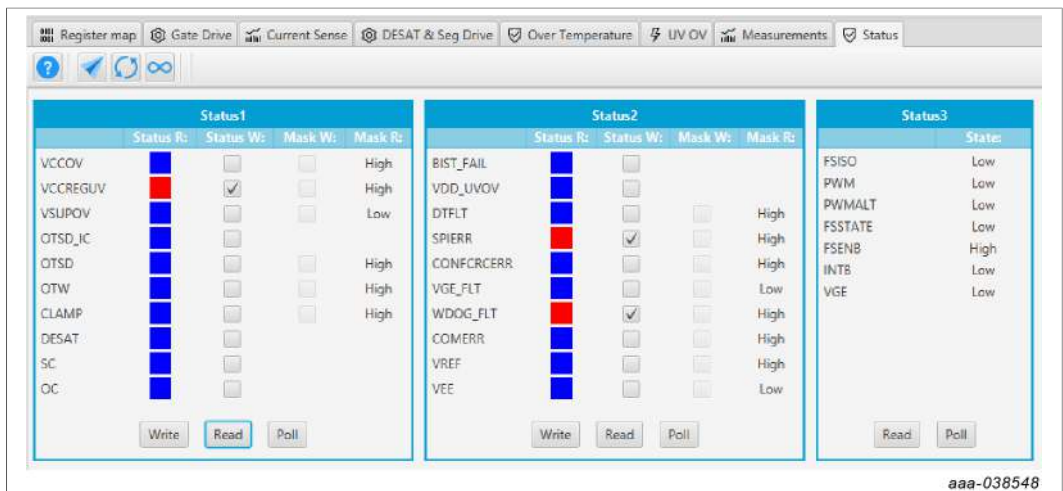 Register map Gate Drive Current Sense DESAT & Seg Drive Over Temperature UV OV Measurements Status
Status1
Status R: Status W: Mask W: Mask R:
VCCOV High
VCCREGUV High
VSUPOV Low
OTSD_IC
OTSD High
OTW High
CLAMP High
DESAT
SC
OC
Write Read Poll
Status2
Status R: Status W: Mask W: Mask R:
BIST_FAIL
VDD_UVOV
DTFLT High
SPIERR High
CONFCRCERR High
VGE_FLT Low
WDOG_FLT High
COMERR High
VREF High
VEE Low
Write Read Poll
Status3
State:
FSISO Low
PWM Low
PWMALT Low
FSSTATE Low
FSENB High
INTB Low
VGE Low
Read Poll
aaa-038548